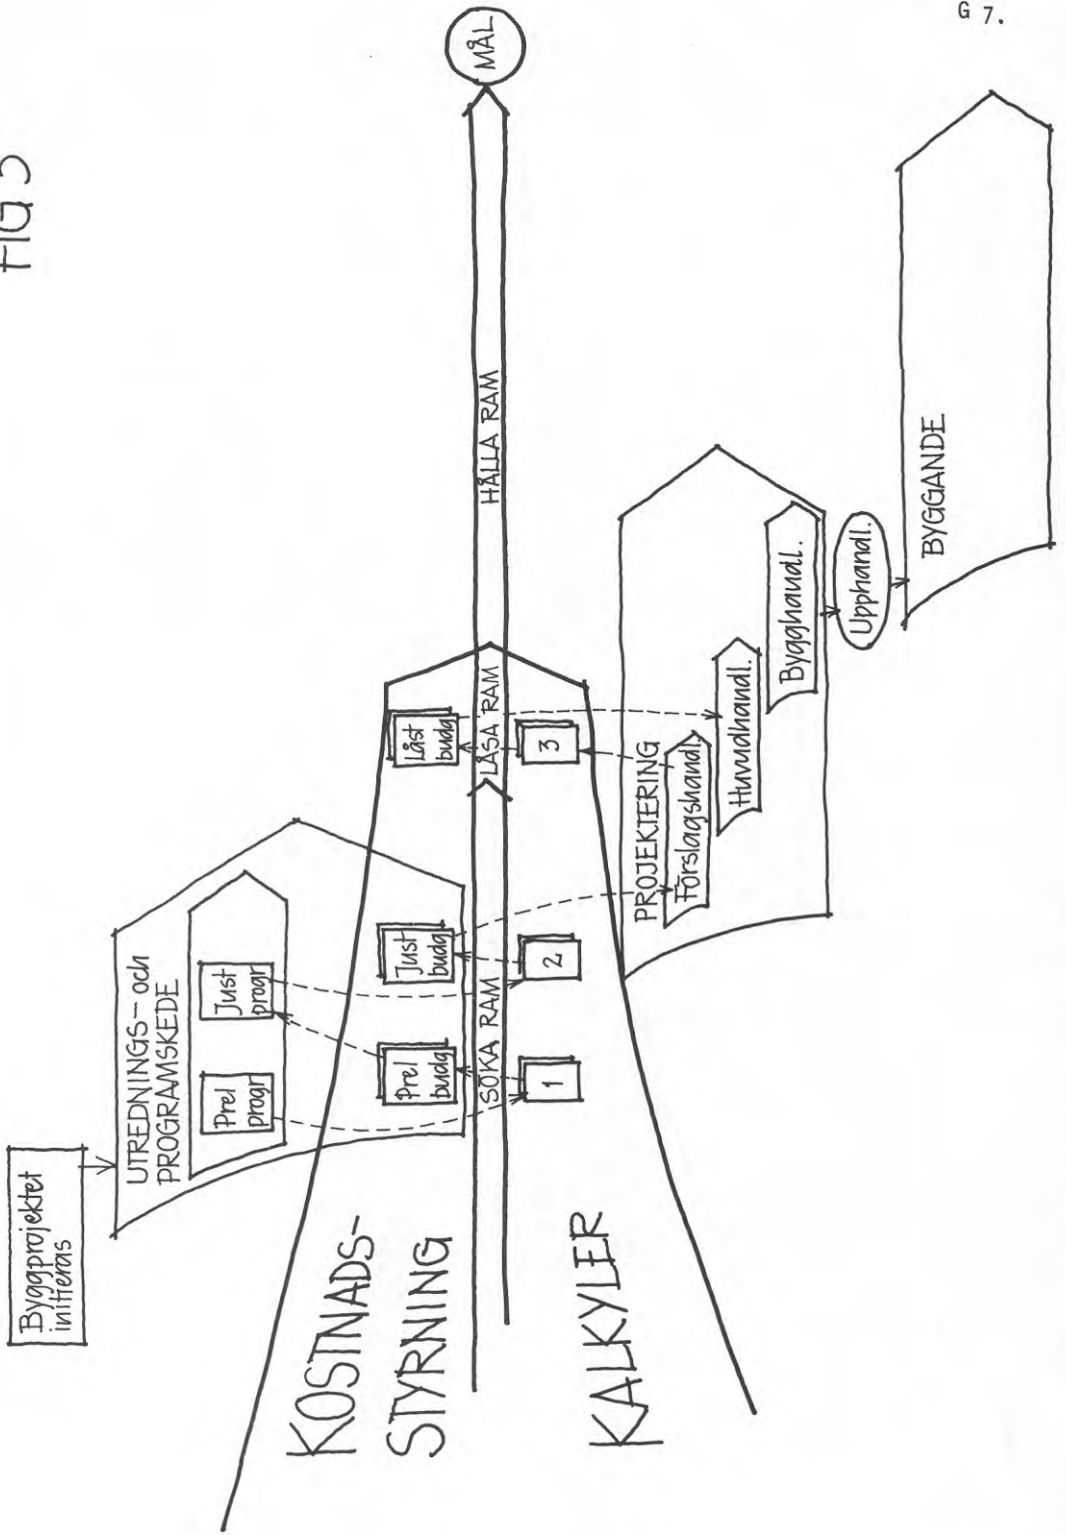 G 7.
FIG 5
Byggprojektet
initieras
UTREDNINGS- och
PROGRAMSKEDE
Prel
progr
Just
progr
KOSTNADS-
STYRNING
Prel
budg
Just
budg
Låst
budg
SÖKA RAM
LÅSA RAM
HÅLLA RAM
MÅL
1
2
3
KALKYLER
PROJEKTERING
Förslagshandl.
Huvudhandl.
Bygghandl.
Upphandl.
BYGGANDE